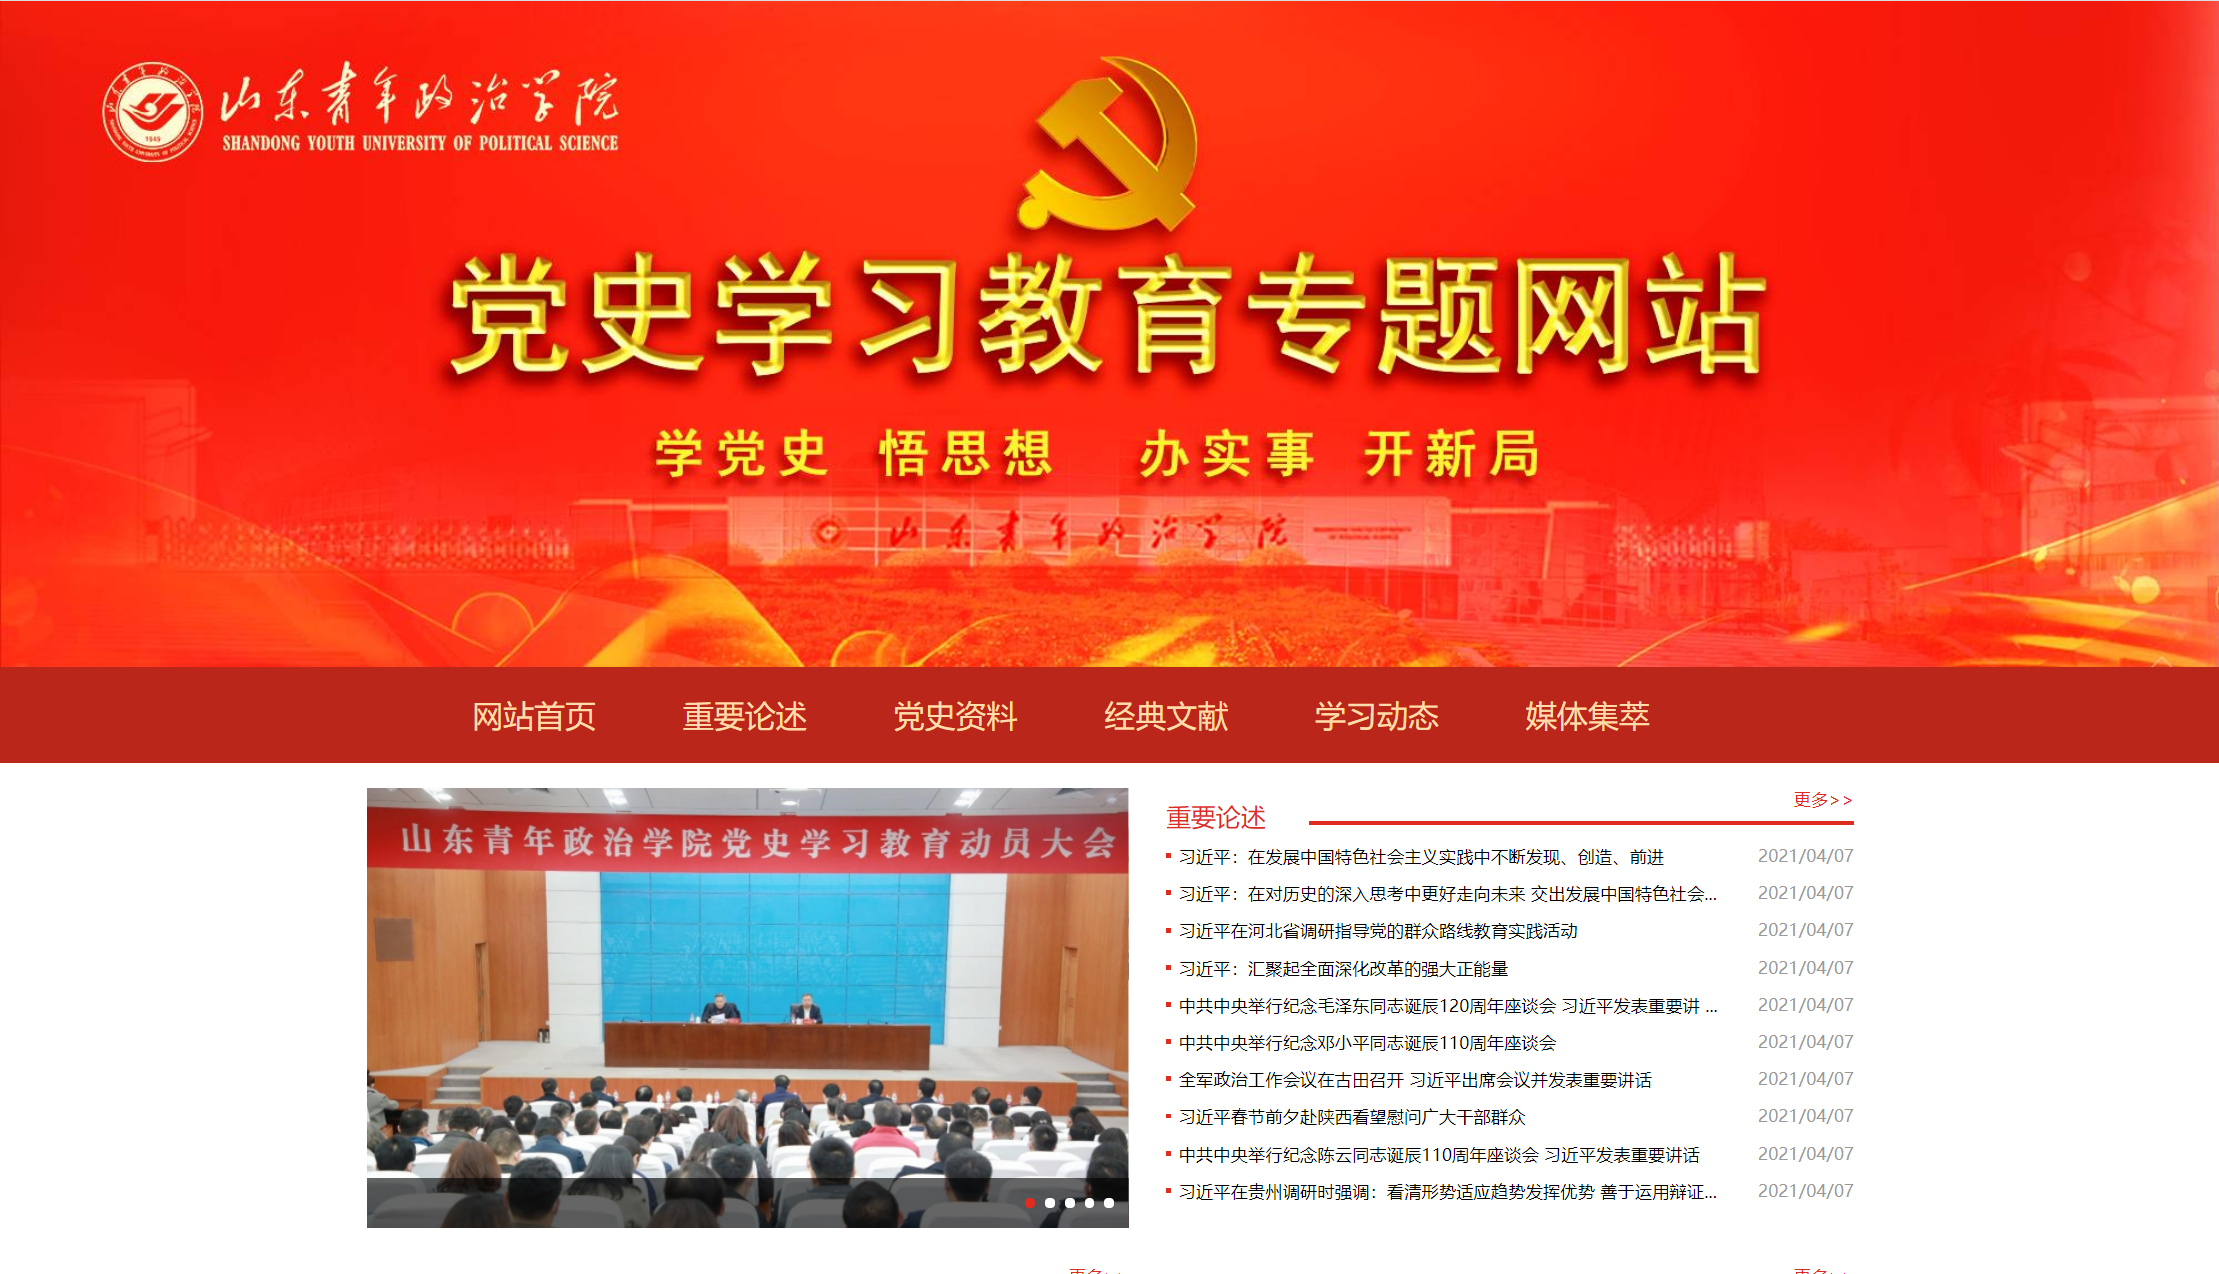 山东青年政治学院
SHANDONG YOUTH UNIVERSITY OF POLITICAL SCIENCE
1949
党史学习教育专题网站
学党史 悟思想 办实事 开新局
山东青年政治学院
网站首页 重要论述 党史资料 经典文献 学习动态 媒体集萃
山东青年政治学院党史学习教育动员大会
更多>>
重要论述
习近平：在发展中国特色社会主义实践中不断发现、创造、前进 2021/04/07
习近平：在对历史的深入思考中更好走向未来 交出发展中国特色社会... 2021/04/07
习近平在河北省调研指导党的群众路线教育实践活动 2021/04/07
习近平：汇聚起全面深化改革的强大正能量 2021/04/07
中共中央举行纪念毛泽东同志诞辰120周年座谈会 习近平发表重要讲 ... 2021/04/07
中共中央举行纪念邓小平同志诞辰110周年座谈会 2021/04/07
全军政治工作会议在古田召开 习近平出席会议并发表重要讲话 2021/04/07
习近平春节前夕赴陕西看望慰问广大干部群众 2021/04/07
中共中央举行纪念陈云同志诞辰110周年座谈会 习近平发表重要讲话 2021/04/07
习近平在贵州调研时强调：看清形势适应趋势发挥优势 善于运用辩证... 2021/04/07